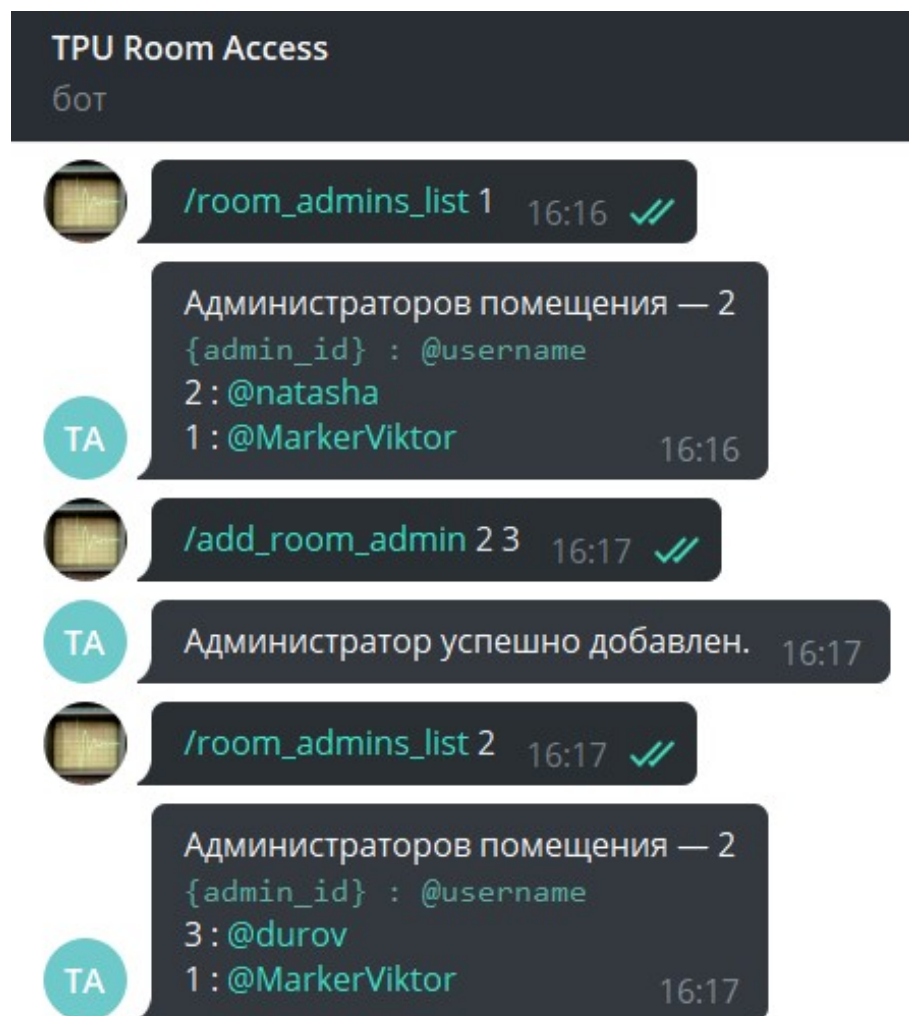 TPU Room Access
бот
/room_admins_list 1 16:16
Администраторов помещения — 2
{admin_id} : @username
2 : @natasha
TA 1 : @MarkerViktor 16:16
/add_room_admin 2 3 16:17
TA Администратор успешно добавлен. 16:17
/room_admins_list 2 16:17
Администраторов помещения — 2
{admin_id} : @username
3 : @durov
TA 1 : @MarkerViktor 16:17